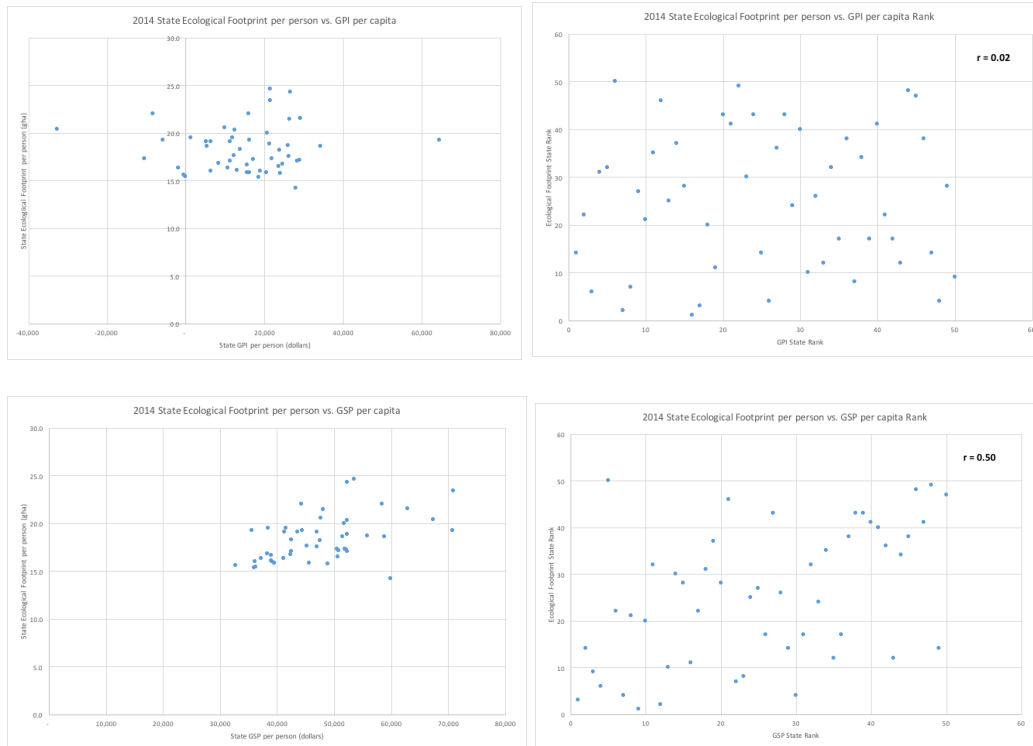 2014 State Ecological Footprint per person vs. GPI per capita
30.0
25.0
20.0
15.0
10.0
5.0
0.0
State Ecological Footprint per person (gha)
-40,000 -20,000 - 20,000 40,000 60,000 80,000
State GPI per person (dollars)
2014 State Ecological Footprint per person vs. GPI per capita Rank
60
50
40
30
20
10
0
Ecological Footprint State Rank
r = 0.02
0 10 20 30 40 50 60
GPI State Rank
2014 State Ecological Footprint per person vs. GSP per capita
30.0
25.0
20.0
15.0
10.0
5.0
0.0
State Ecological Footprint per person (gha)
- 10,000 20,000 30,000 40,000 50,000 60,000 70,000 80,000
State GSP per person (dollars)
2014 State Ecological Footprint per person vs. GSP per capita Rank
60
50
40
30
20
10
0
Ecological Footprint State Rank
r = 0.50
0 10 20 30 40 50 60
GSP State Rank